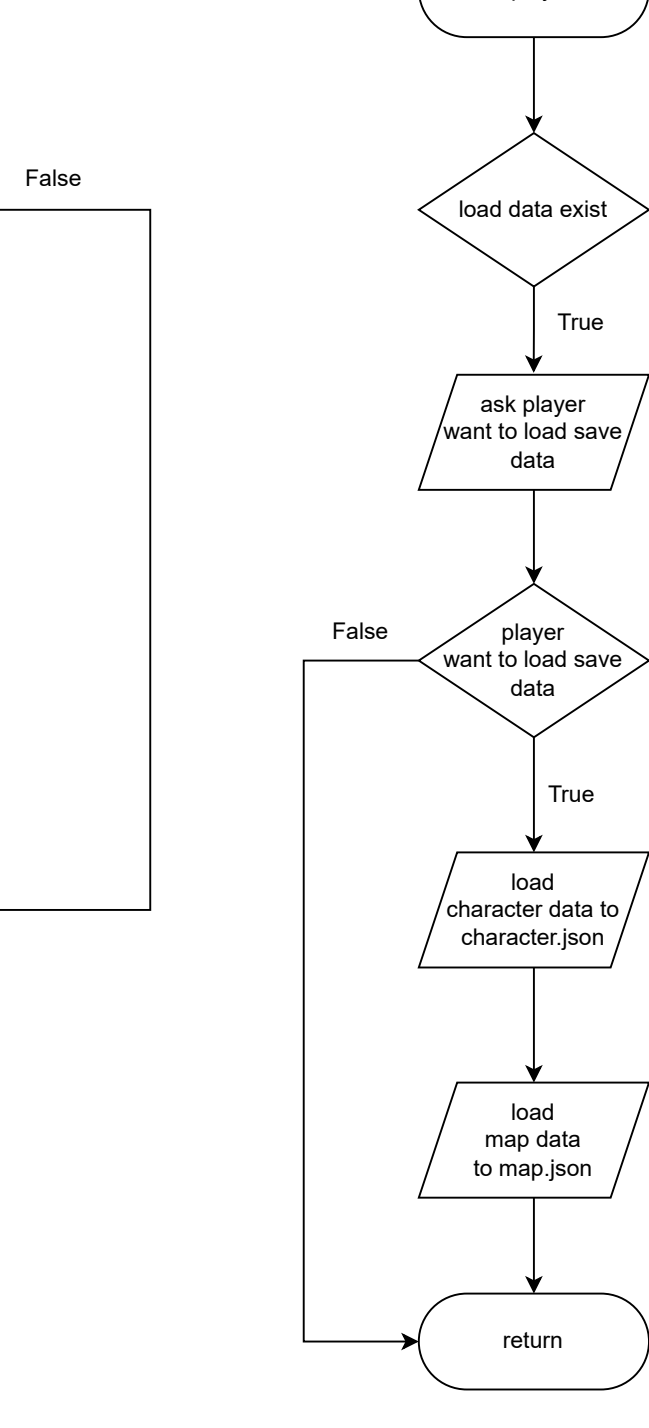 False
load data exist
True
ask player
want to load save
data
False
player
want to load save
data
True
load
character data to
character.json
load
map data
to map.json
return